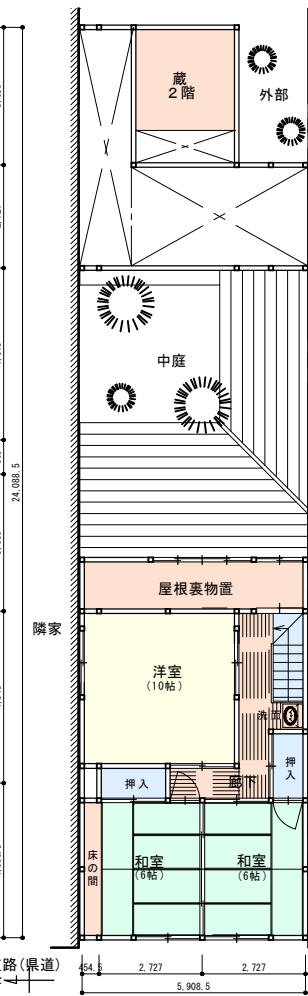 蔵
2階
外部
中庭
24,088.5
屋根裏物置
隣家
洋室
(10帖)
洗面
押入
押入
廊下
床の間
和室
(6帖)
和室
(6帖)
路(県道)
454.5
2,727
2,727
5,908.5